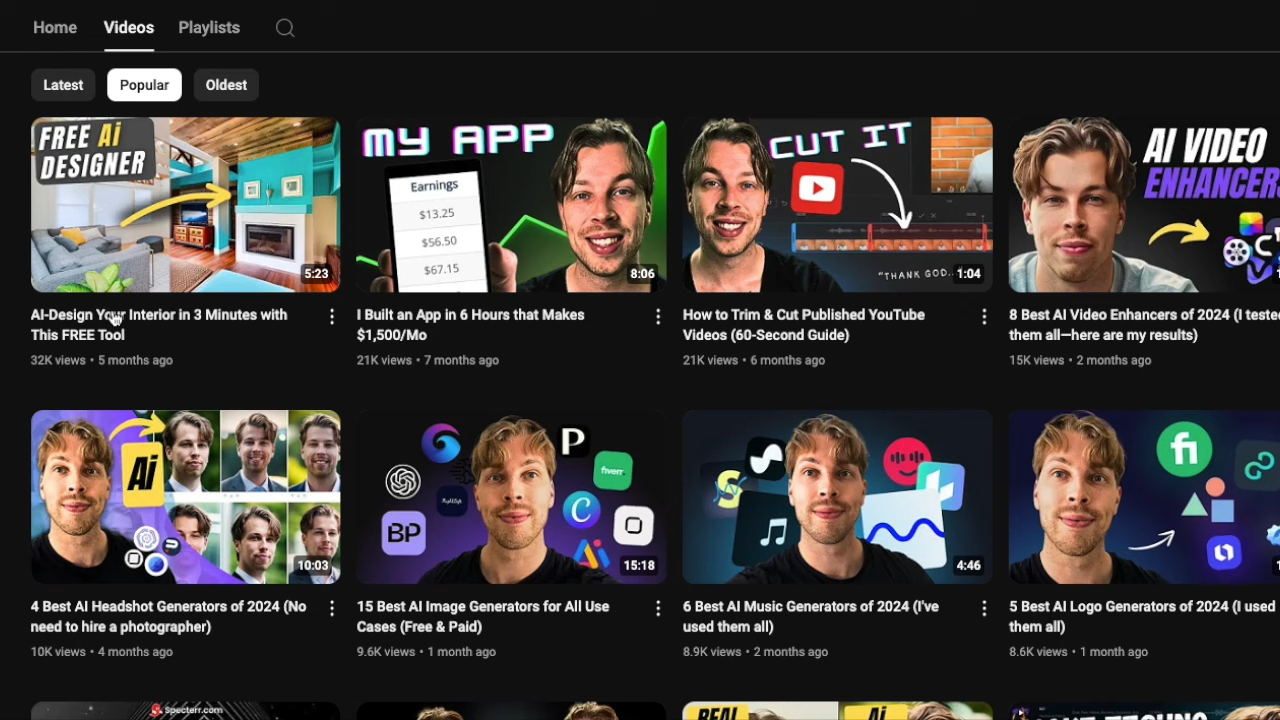 Home Videos Playlists
Latest Popular Oldest
FREE Ai
DESIGNER
5:23
MY APP
Earnings
$13.25
$56.50
$67.15
8:06
CUT IT
"THANK GOD..
1:04
AI VIDEO
ENHANCER
AI-Design Your Interior in 3 Minutes with
This FREE Tool
32K views • 5 months ago
I Built an App in 6 Hours that Makes
$1,500/Mo
21K views • 7 months ago
How to Trim & Cut Published YouTube
Videos (60-Second Guide)
21K views • 6 months ago
8 Best AI Video Enhancers of 2024 (I tested
them all—here are my results)
15K views • 2 months ago
Ai
10:03
P
fiverr
C
BP
15:18
4:46
fi
4 Best AI Headshot Generators of 2024 (No
need to hire a photographer)
10K views • 4 months ago
15 Best AI Image Generators for All Use
Cases (Free & Paid)
9.6K views • 1 month ago
6 Best AI Music Generators of 2024 (I've
used them all)
8.9K views • 2 months ago
5 Best AI Logo Generators of 2024 (I used
them all)
8.6K views • 1 month ago
Specterr.com
REAL
Ai